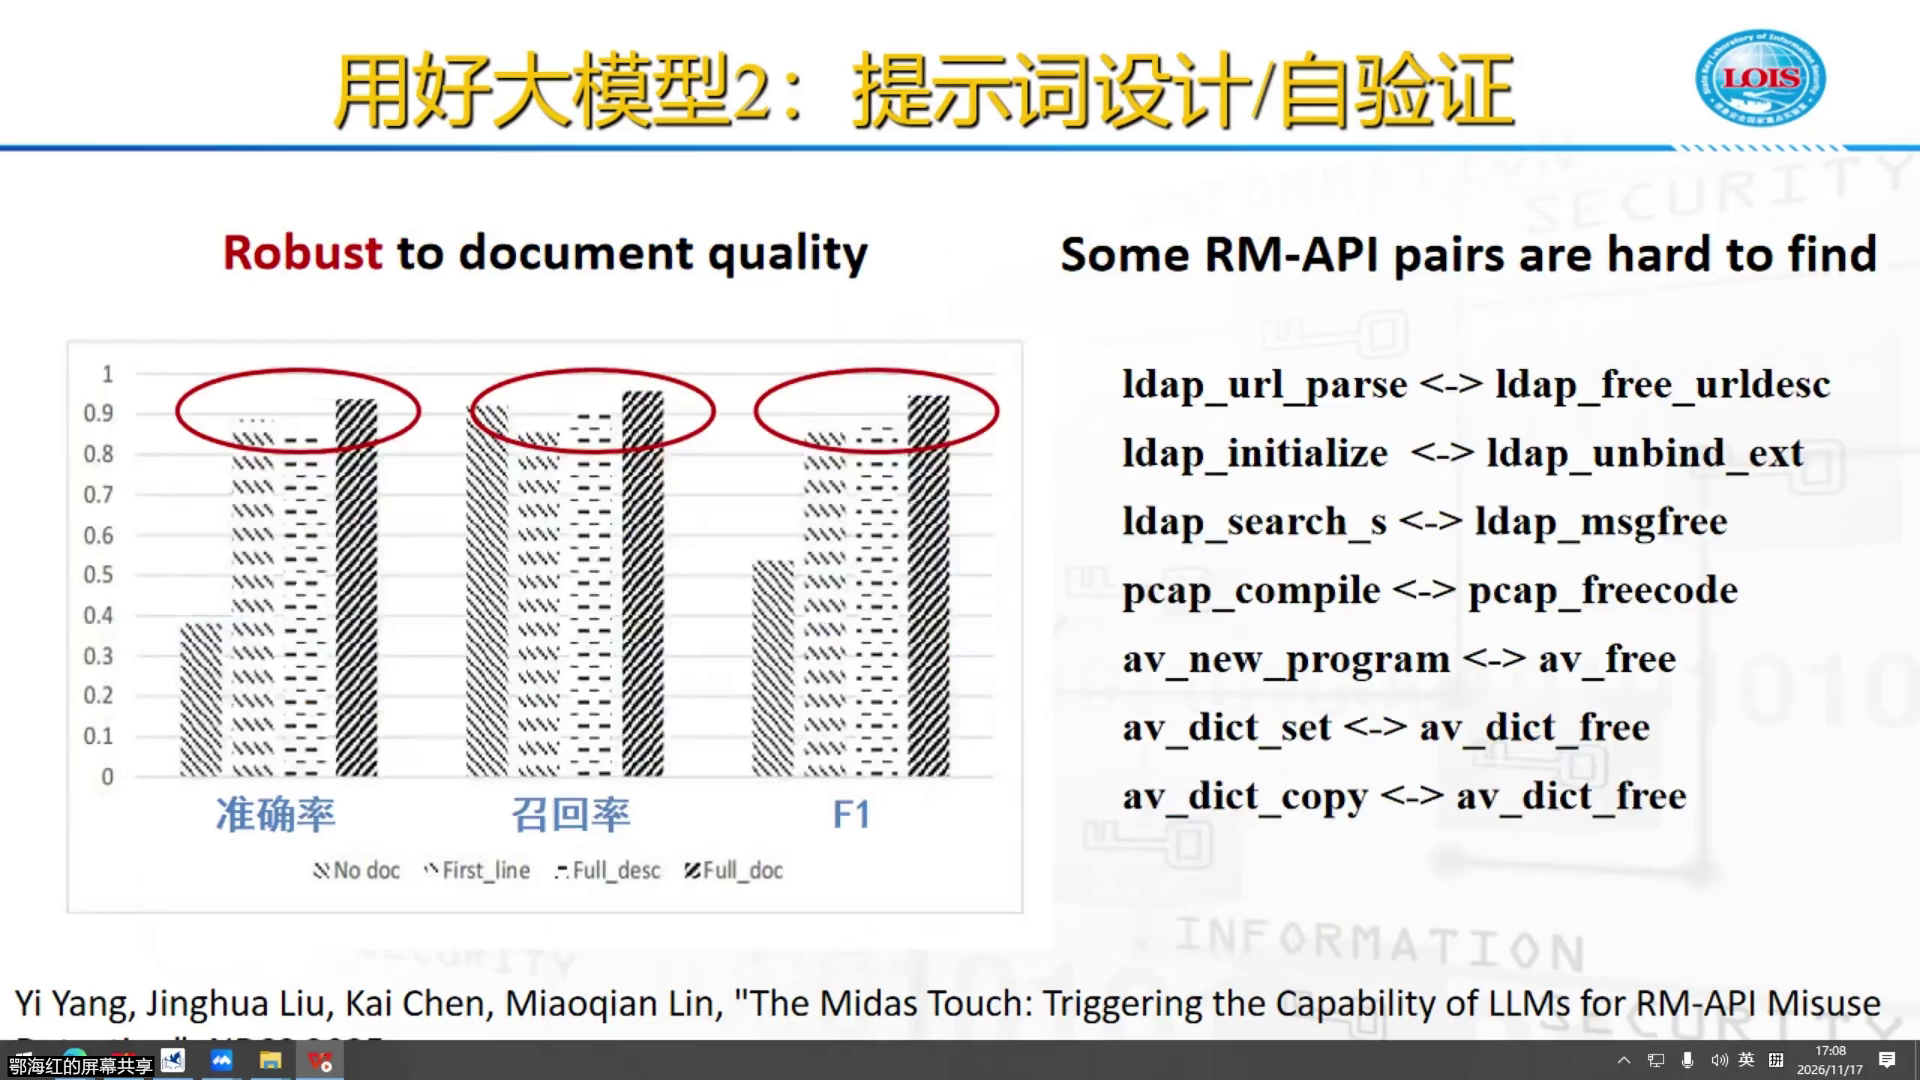 用好大模型2：提示词设计/自验证
LOIS
Robust to document quality
Some RM-API pairs are hard to find
1
0.9
0.8
0.7
0.6
0.5
0.4
0.3
0.2
0.1
0
准确率 召回率 F1
No doc First_line Full_desc Full_doc
ldap_url_parse <-> ldap_free_urldesc
ldap_initialize <-> ldap_unbind_ext
ldap_search_s <-> ldap_msgfree
pcap_compile <-> pcap_freecode
av_new_program <-> av_free
av_dict_set <-> av_dict_free
av_dict_copy <-> av_dict_free
SECURITY
INFORMATION
SECURITY
Yi Yang, Jinghua Liu, Kai Chen, Miaoqian Lin, "The Midas Touch: Triggering the Capability of LLMs for RM-API Misuse
鄂海红的屏幕共享
英
拼
17:08
2026/11/17